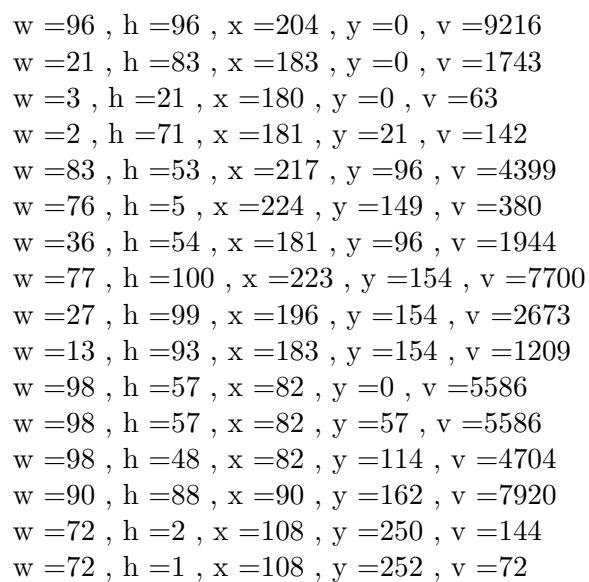 w =96 , h =96 , x =204 , y =0 , v =9216
w =21 , h =83 , x =183 , y =0 , v =1743
w =3 , h =21 , x =180 , y =0 , v =63
w =2 , h =71 , x =181 , y =21 , v =142
w =83 , h =53 , x =217 , y =96 , v =4399
w =76 , h =5 , x =224 , y =149 , v =380
w =36 , h =54 , x =181 , y =96 , v =1944
w =77 , h =100 , x =223 , y =154 , v =7700
w =27 , h =99 , x =196 , y =154 , v =2673
w =13 , h =93 , x =183 , y =154 , v =1209
w =98 , h =57 , x =82 , y =0 , v =5586
w =98 , h =57 , x =82 , y =57 , v =5586
w =98 , h =48 , x =82 , y =114 , v =4704
w =90 , h =88 , x =90 , y =162 , v =7920
w =72 , h =2 , x =108 , y =250 , v =144
w =72 , h =1 , x =108 , y =252 , v =72